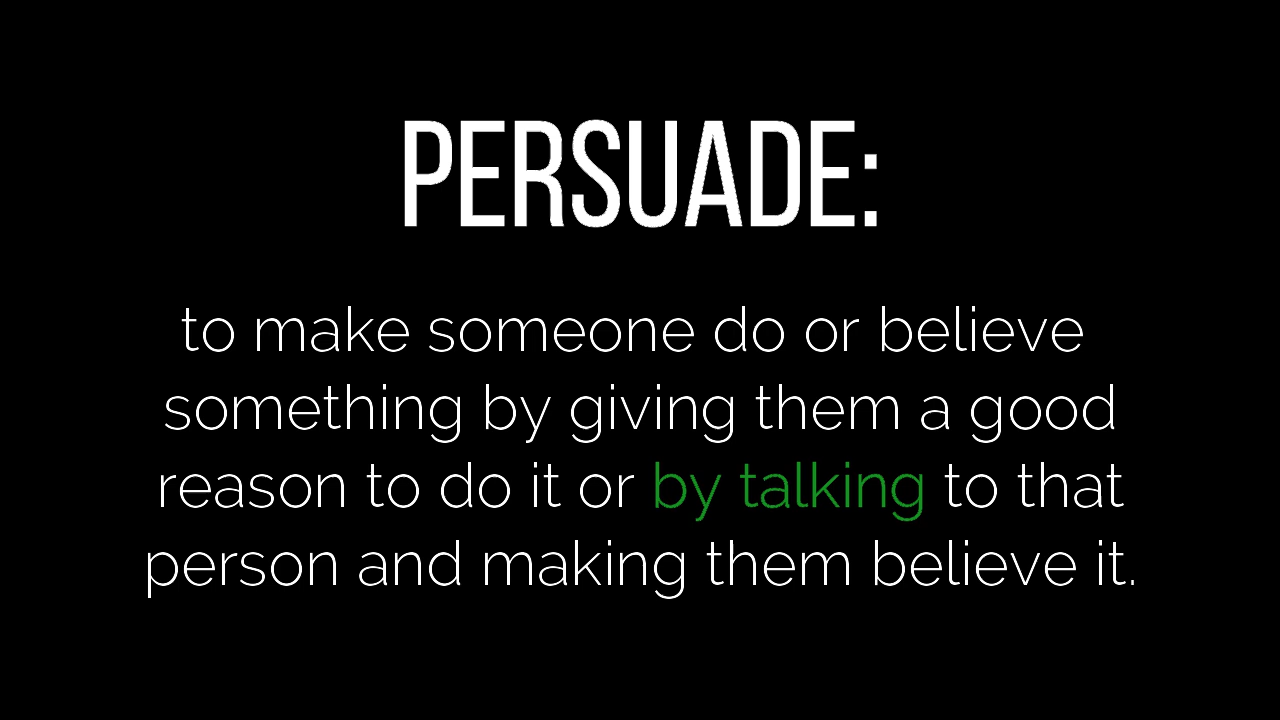 PERSUADE:
to make someone do or believe
something by giving them a good
reason to do it or by talking to that
person and making them believe it.